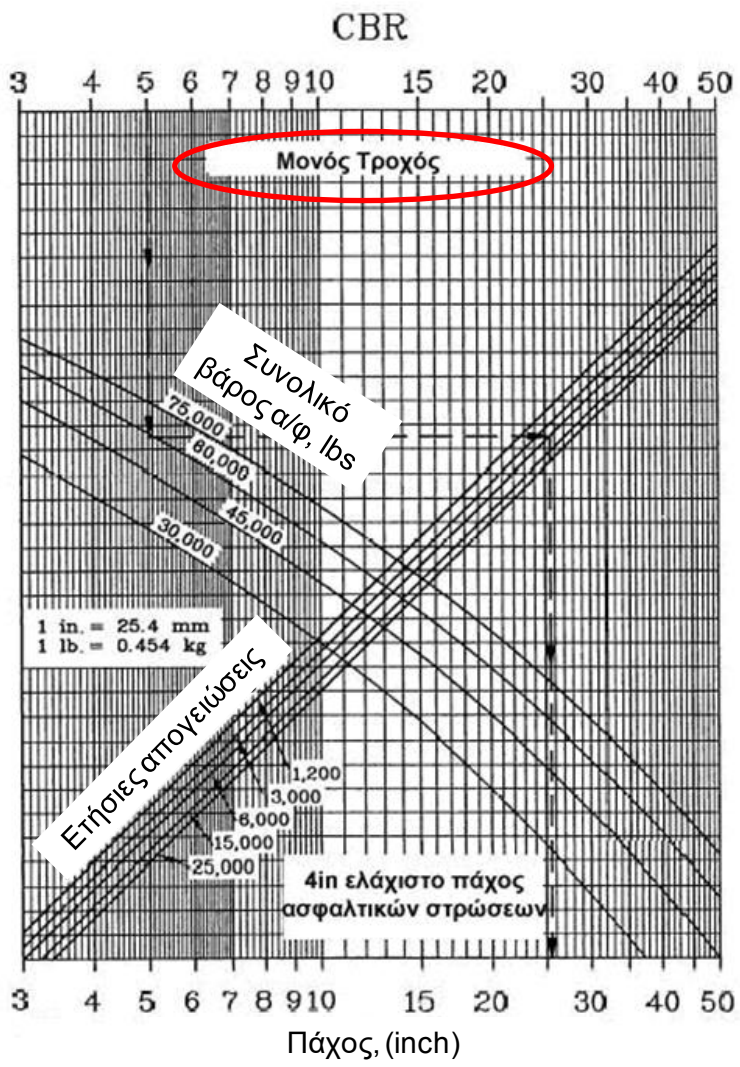 CBR
3 4 5 6 7 8 9 10 15 20 30 40 50
Μονός Τροχός
Συνολικό
βάρος α/φ, lbs
75,000
60,000
45,000
30,000
1 in. = 25.4 mm
1 lb. = 0.454 kg
Ετήσιες απογειώσεις
1,200
3,000
6,000
15,000
25,000
4in ελάχιστο πάχος
ασφαλτικών στρώσεων
3 4 5 6 7 8 9 10 15 20 30 40 50
Πάχος, (inch)